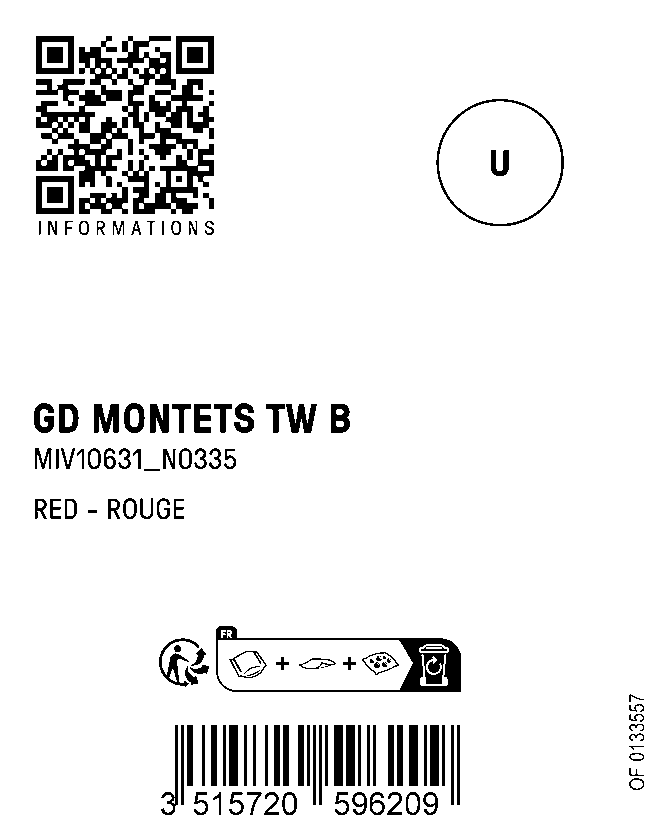 INFORMATIONS
U
GD MONTETS TW B
MIV10631_N0335
RED - ROUGE
FR
3 515720 596209
OF 0133557